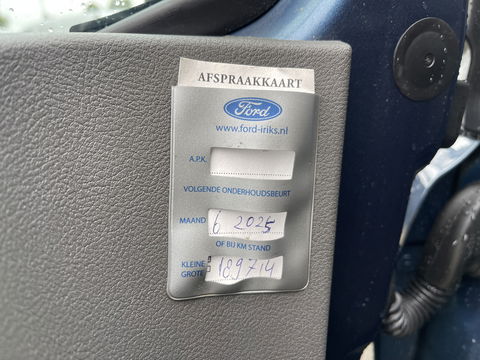 AFSPRAAKKAART
Ford
www.ford-iriks.nl
A.P.K.
VOLGENDE ONDERHOUDSBEURT
MAAND 6 2025
OF BIJ KM STAND
KLEINE
GROTE 189714